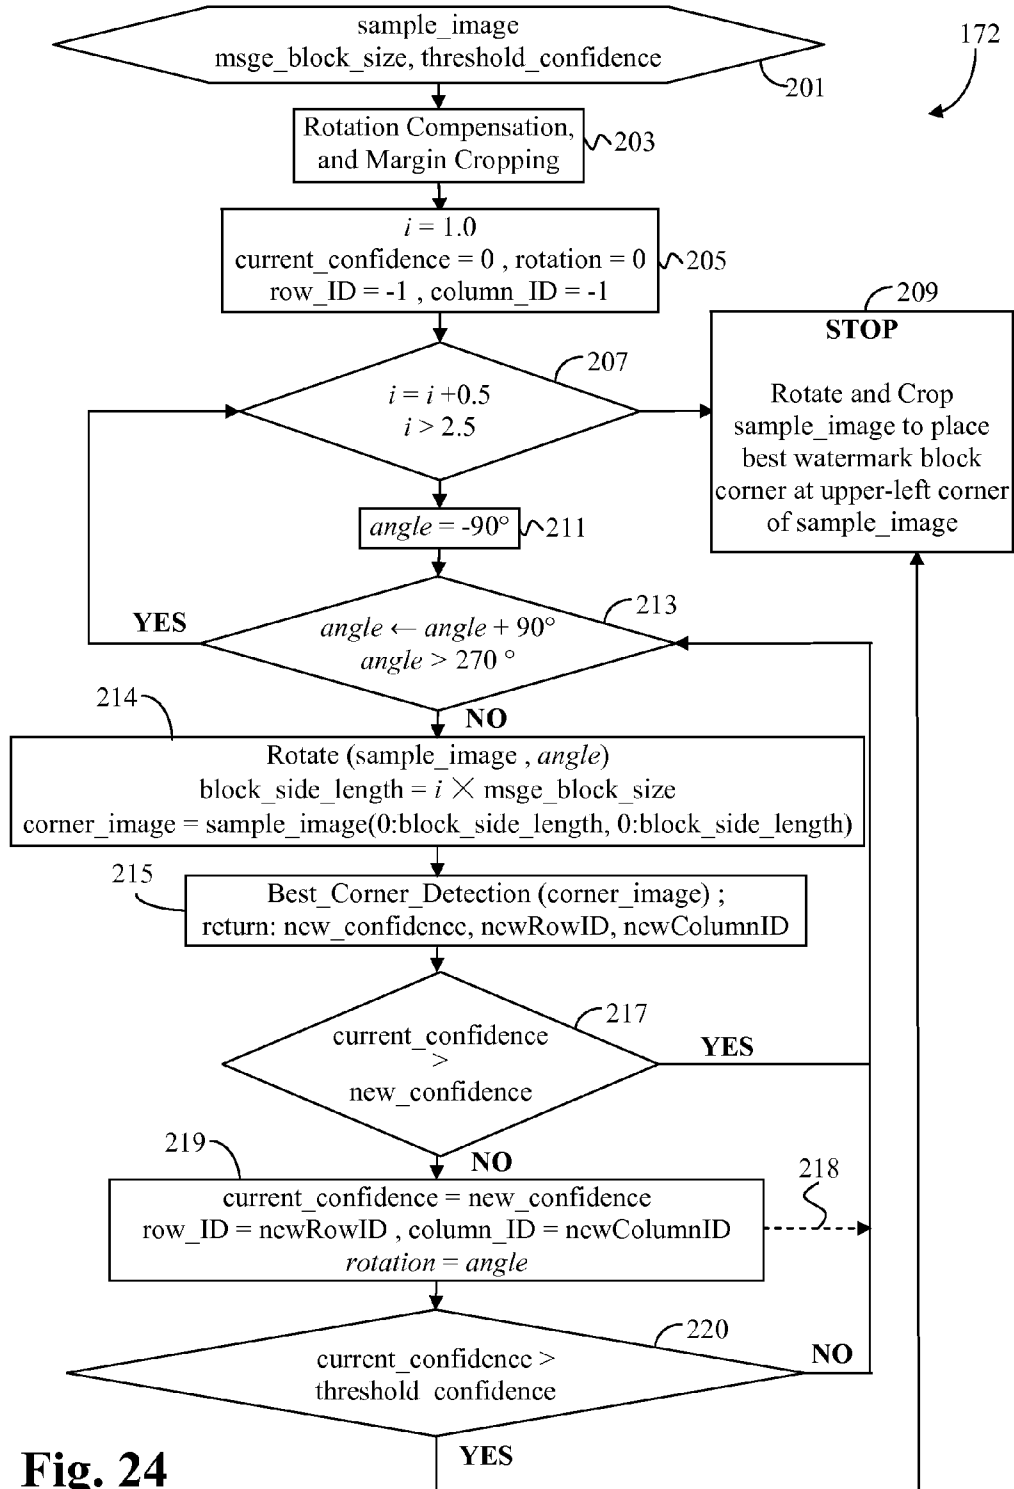 sample_image
msge_block_size, threshold_confidence
172
201
Rotation Compensation,
and Margin Cropping
203
i = 1.0
current_confidence = 0 , rotation = 0
row_ID = -1 , column_ID = -1
205
209
STOP
Rotate and Crop
sample_image to place
best watermark block
corner at upper-left corner
of sample_image
207
i = i +0.5
i > 2.5
angle = -90°
211
213
YES
angle ← angle + 90°
angle > 270 °
214
NO
Rotate (sample_image , angle)
block_side_length = i × msge_block_size
corner_image = sample_image(0:block_side_length, 0:block_side_length)
215
Best_Corner_Detection (corner_image) ;
return: new_confidence, newRowID, newColumnID
217
current_confidence
>
new_confidence
YES
219
NO
218
current_confidence = new_confidence
row_ID = newRowID , column_ID = newColumnID
rotation = angle
220
current_confidence >
threshold confidence
NO
YES
Fig. 24